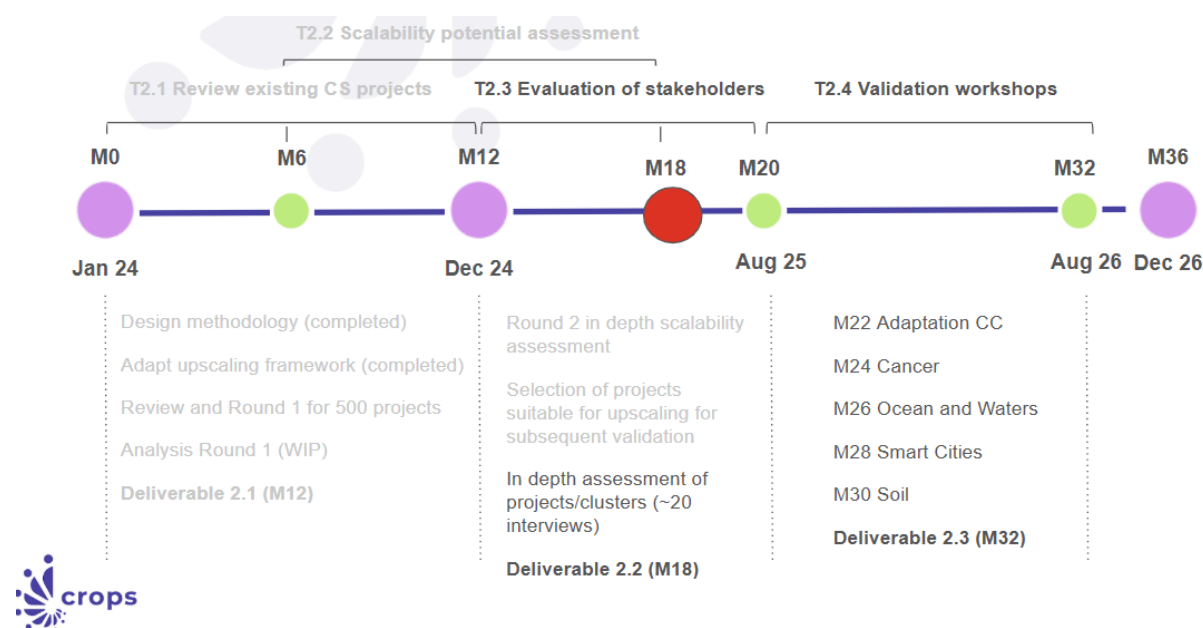 T2.2 Scalability potential assessment
T2.1 Review existing CS projects
T2.3 Evaluation of stakeholders
T2.4 Validation workshops
M0
M6
M12
M18
M20
M32
M36
Jan 24
Dec 24
Aug 25
Aug 26
Dec 26
Design methodology (completed)
Adapt upscaling framework (completed)
Review and Round 1 for 500 projects
Analysis Round 1 (WIP)
Deliverable 2.1 (M12)
Round 2 in depth scalability
assessment
Selection of projects
suitable for upscaling for
subsequent validation
In depth assessment of
projects/clusters (~20
interviews)
Deliverable 2.2 (M18)
M22 Adaptation CC
M24 Cancer
M26 Ocean and Waters
M28 Smart Cities
M30 Soil
Deliverable 2.3 (M32)
crops